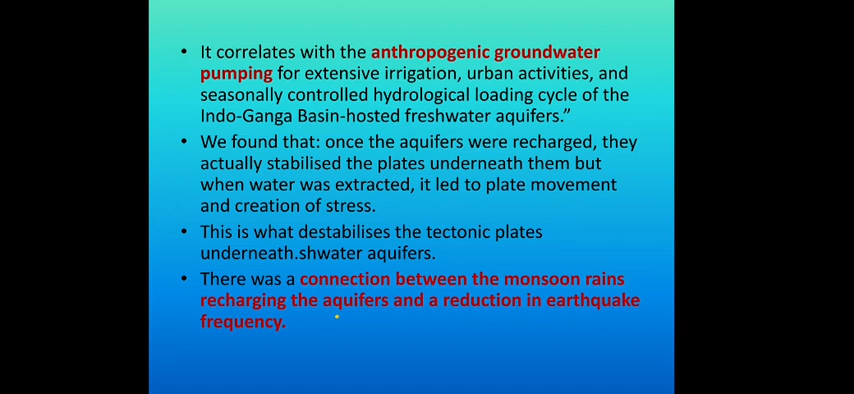 • It correlates with the anthropogenic groundwater
pumping for extensive irrigation, urban activities, and
seasonally controlled hydrological loading cycle of the
Indo-Ganga Basin-hosted freshwater aquifers.”
• We found that: once the aquifers were recharged, they
actually stabilised the plates underneath them but
when water was extracted, it led to plate movement
and creation of stress.
• This is what destabilises the tectonic plates
underneath.shwater aquifers.
• There was a connection between the monsoon rains
recharging the aquifers and a reduction in earthquake
frequency.